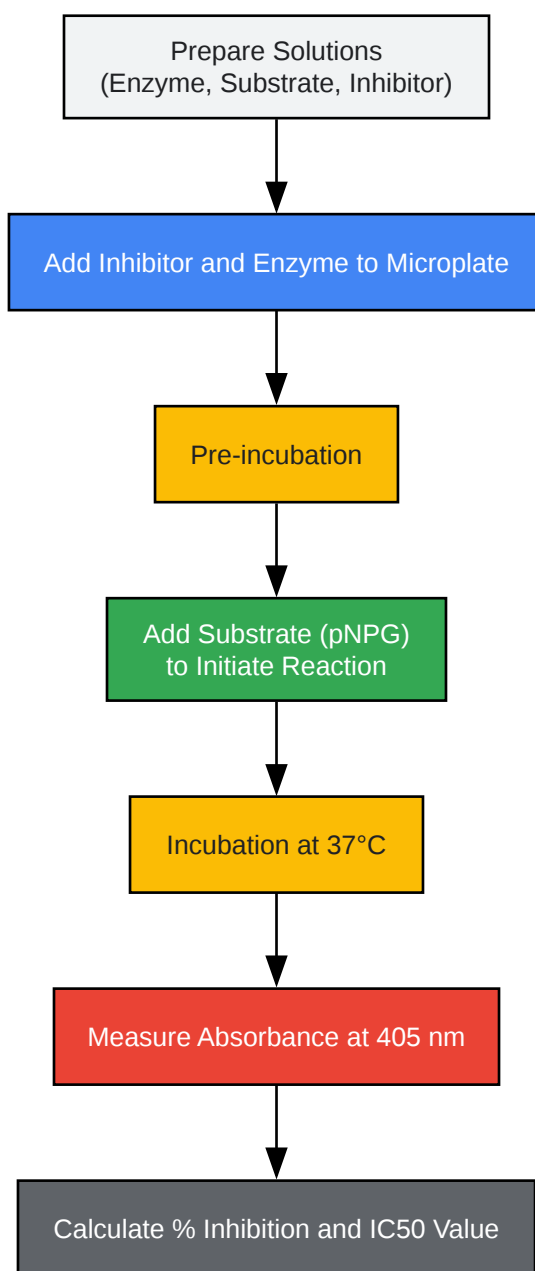 Prepare Solutions
(Enzyme, Substrate, Inhibitor)
Add Inhibitor and Enzyme to Microplate
Pre-incubation
Add Substrate (pNPG)
to Initiate Reaction
Incubation at 37°C
Measure Absorbance at 405 nm
Calculate % Inhibition and IC50 Value